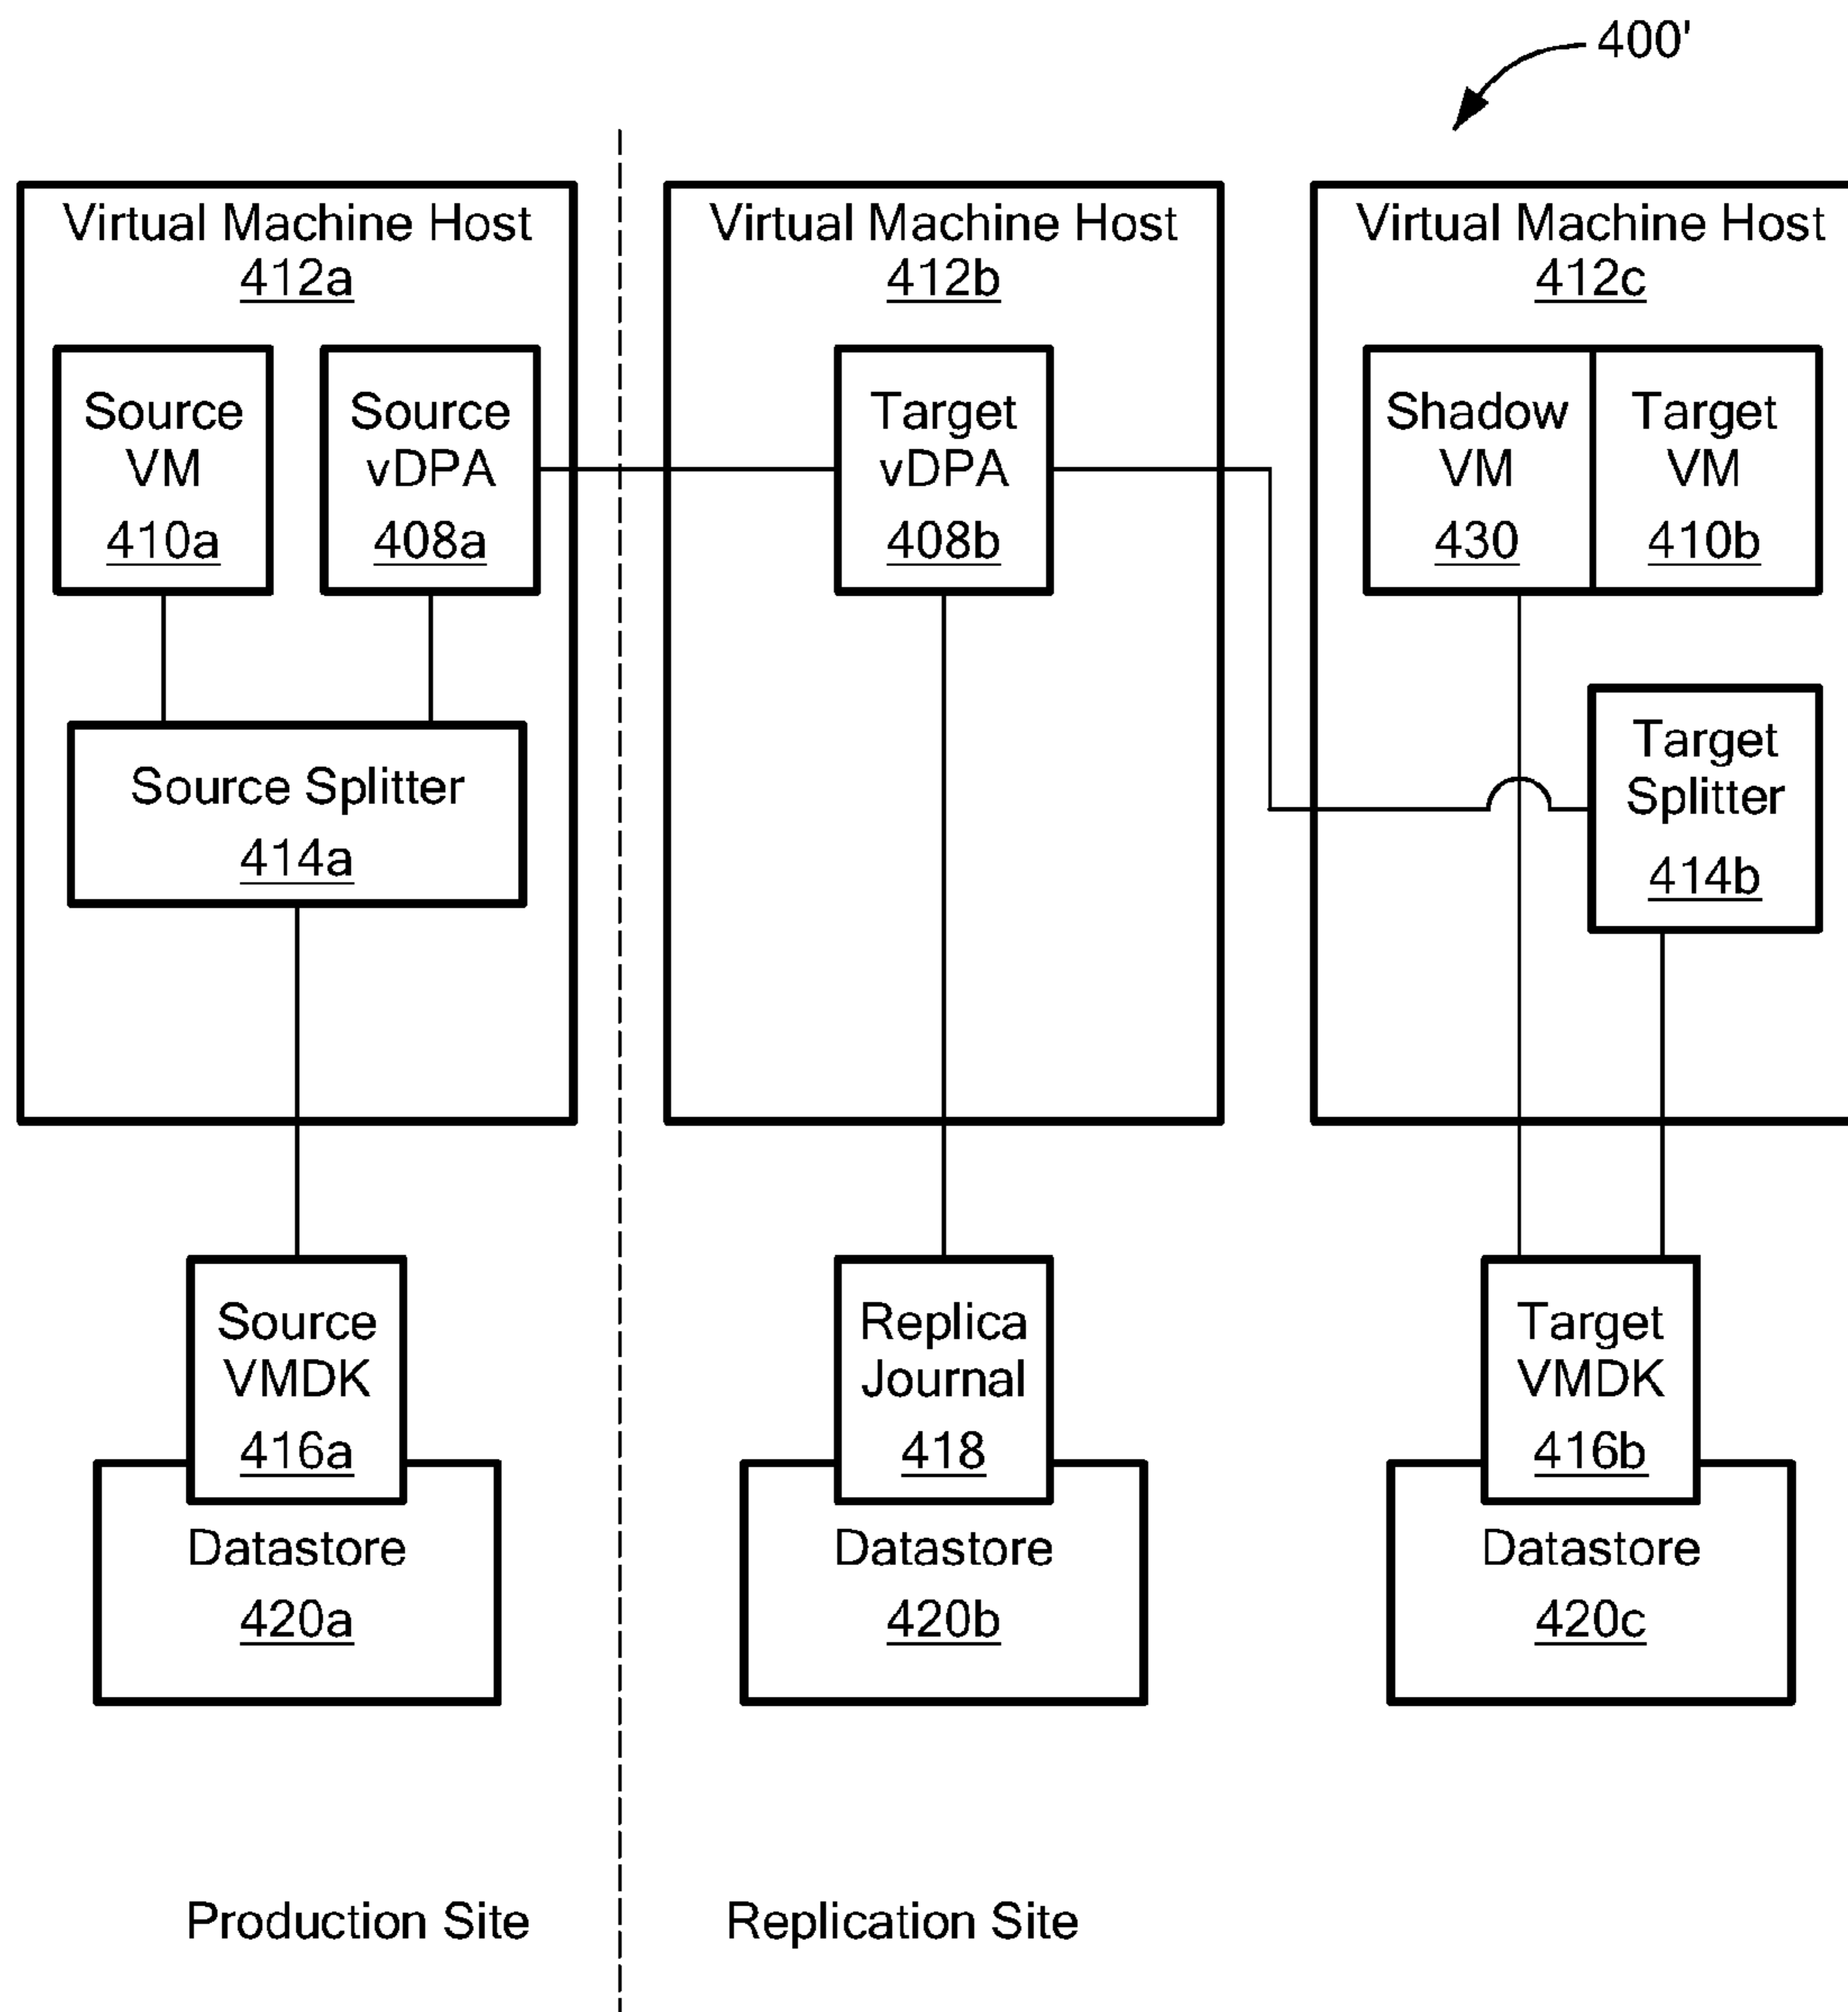 400'
Virtual Machine Host
412a
Source
VM
410a
Source
vDPA
408a
Source Splitter
414a
Source
VMDK
416a
Datastore
420a
Virtual Machine Host
412b
Target
vDPA
408b
Replica
Journal
418
Datastore
420b
Virtual Machine Host
412c
Shadow
VM
430
Target
VM
410b
Target
Splitter
414b
Target
VMDK
416b
Datastore
420c
Production Site
Replication Site